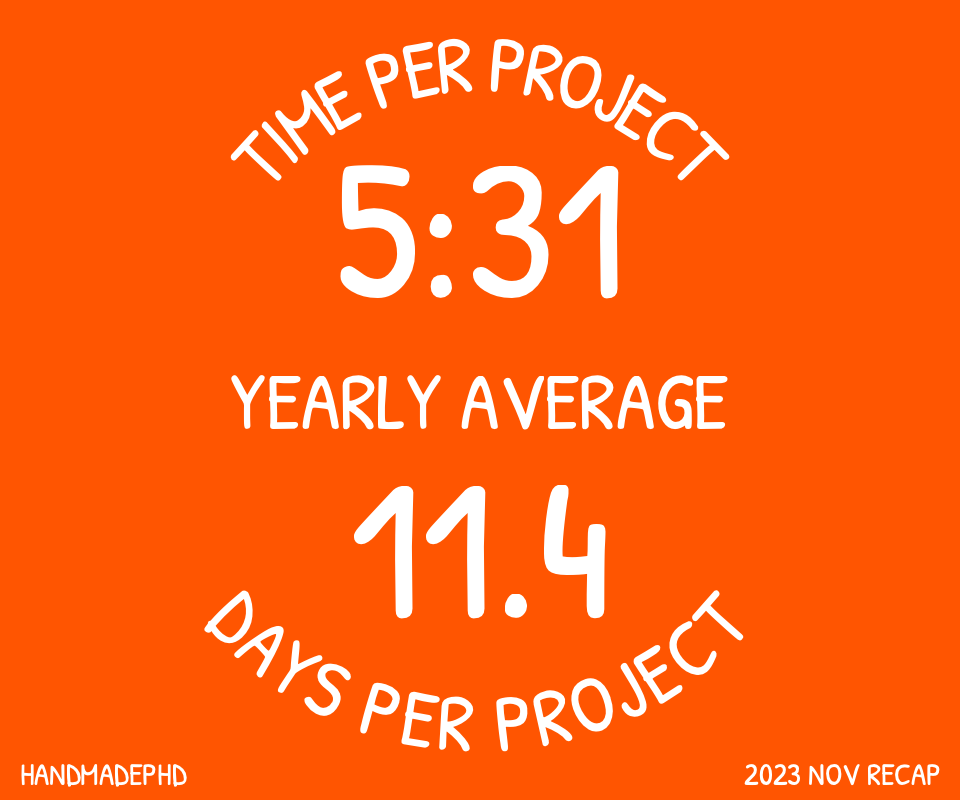 TIME PER PROJECT
5:31
YEARLY AVERAGE
11.4
DAYS PER PROJECT
HANDMADEPHD
2023 NOV RECAP